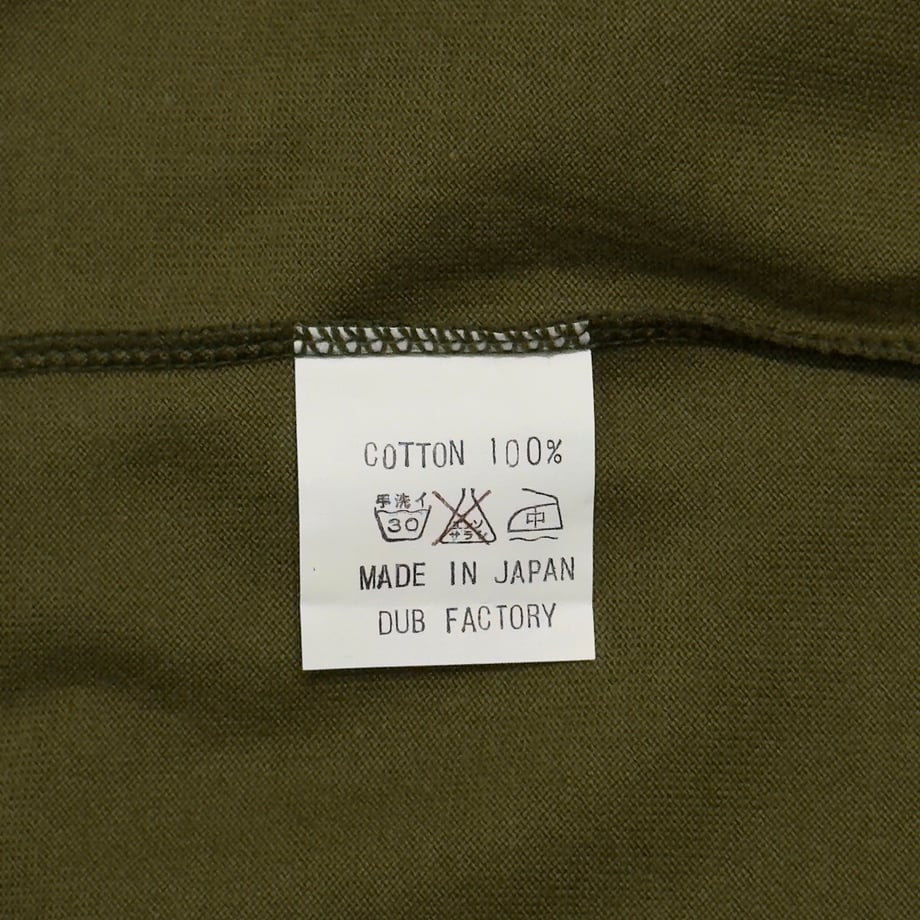 COTTON 100%
手洗イ
30 エンソ サラシ 中
MADE IN JAPAN
DUB FACTORY